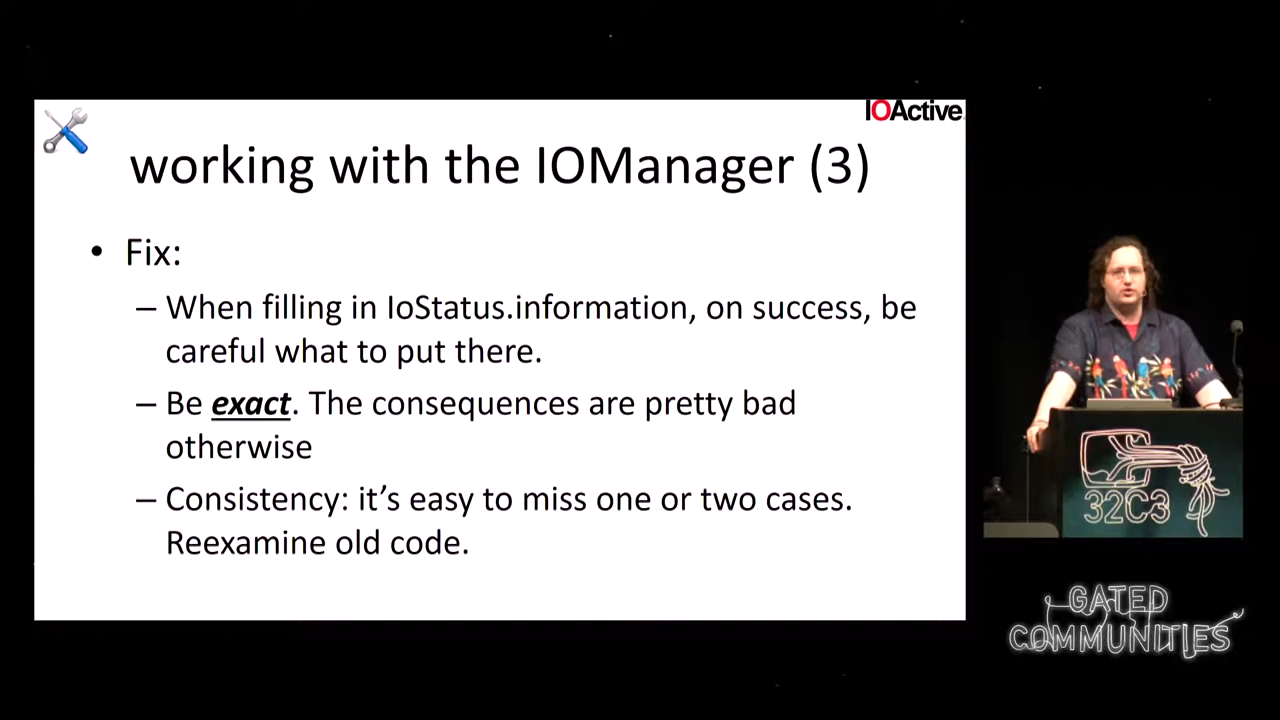 IOActive
working with the IOManager (3)
• Fix:
– When filling in IoStatus.information, on success, be
careful what to put there.
– Be exact. The consequences are pretty bad
otherwise
– Consistency: it’s easy to miss one or two cases.
Reexamine old code.
32C3
GATED
COMMUNITIES